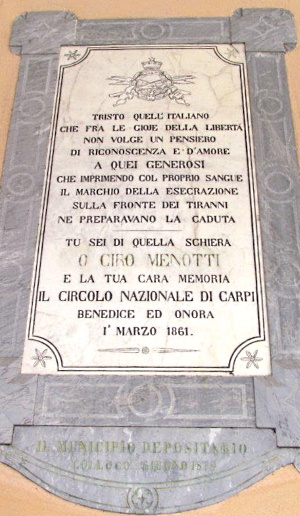 TRISTO QUELL'ITALIANO
CHE FRA LE GIOJE DELLA LIBERTÀ
NON VOLGE UN PENSIERO
DI RICONOSCENZA E D'AMORE
A QUEI GENEROSI
CHE IMPRIMENDO COL PROPRIO SANGUE
IL MARCHIO DELLA ESECRAZIONE
SULLA FRONTE DEI TIRANNI
NE PREPARAVANO LA CADUTA
TU SEI DI QUELLA SCHIERA
O CIRO MENOTTI
E LA TUA CARA MEMORIA
IL CIRCOLO NAZIONALE DI CARPI
BENEDICE ED ONORA
1° MARZO 1861.
IL MUNICIPIO DEPOSITARIO